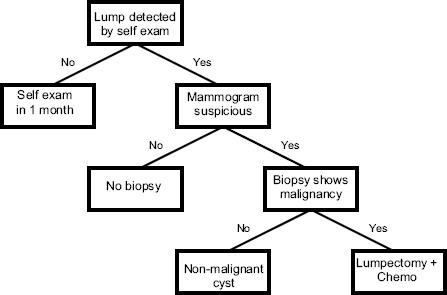 Lump detected
by self exam
No
Yes
Self exam
in 1 month
Mammogram
suspicious
No
Yes
No biopsy
Biopsy shows
malignancy
No
Yes
Non-malignant
cyst
Lumpectomy +
Chemo